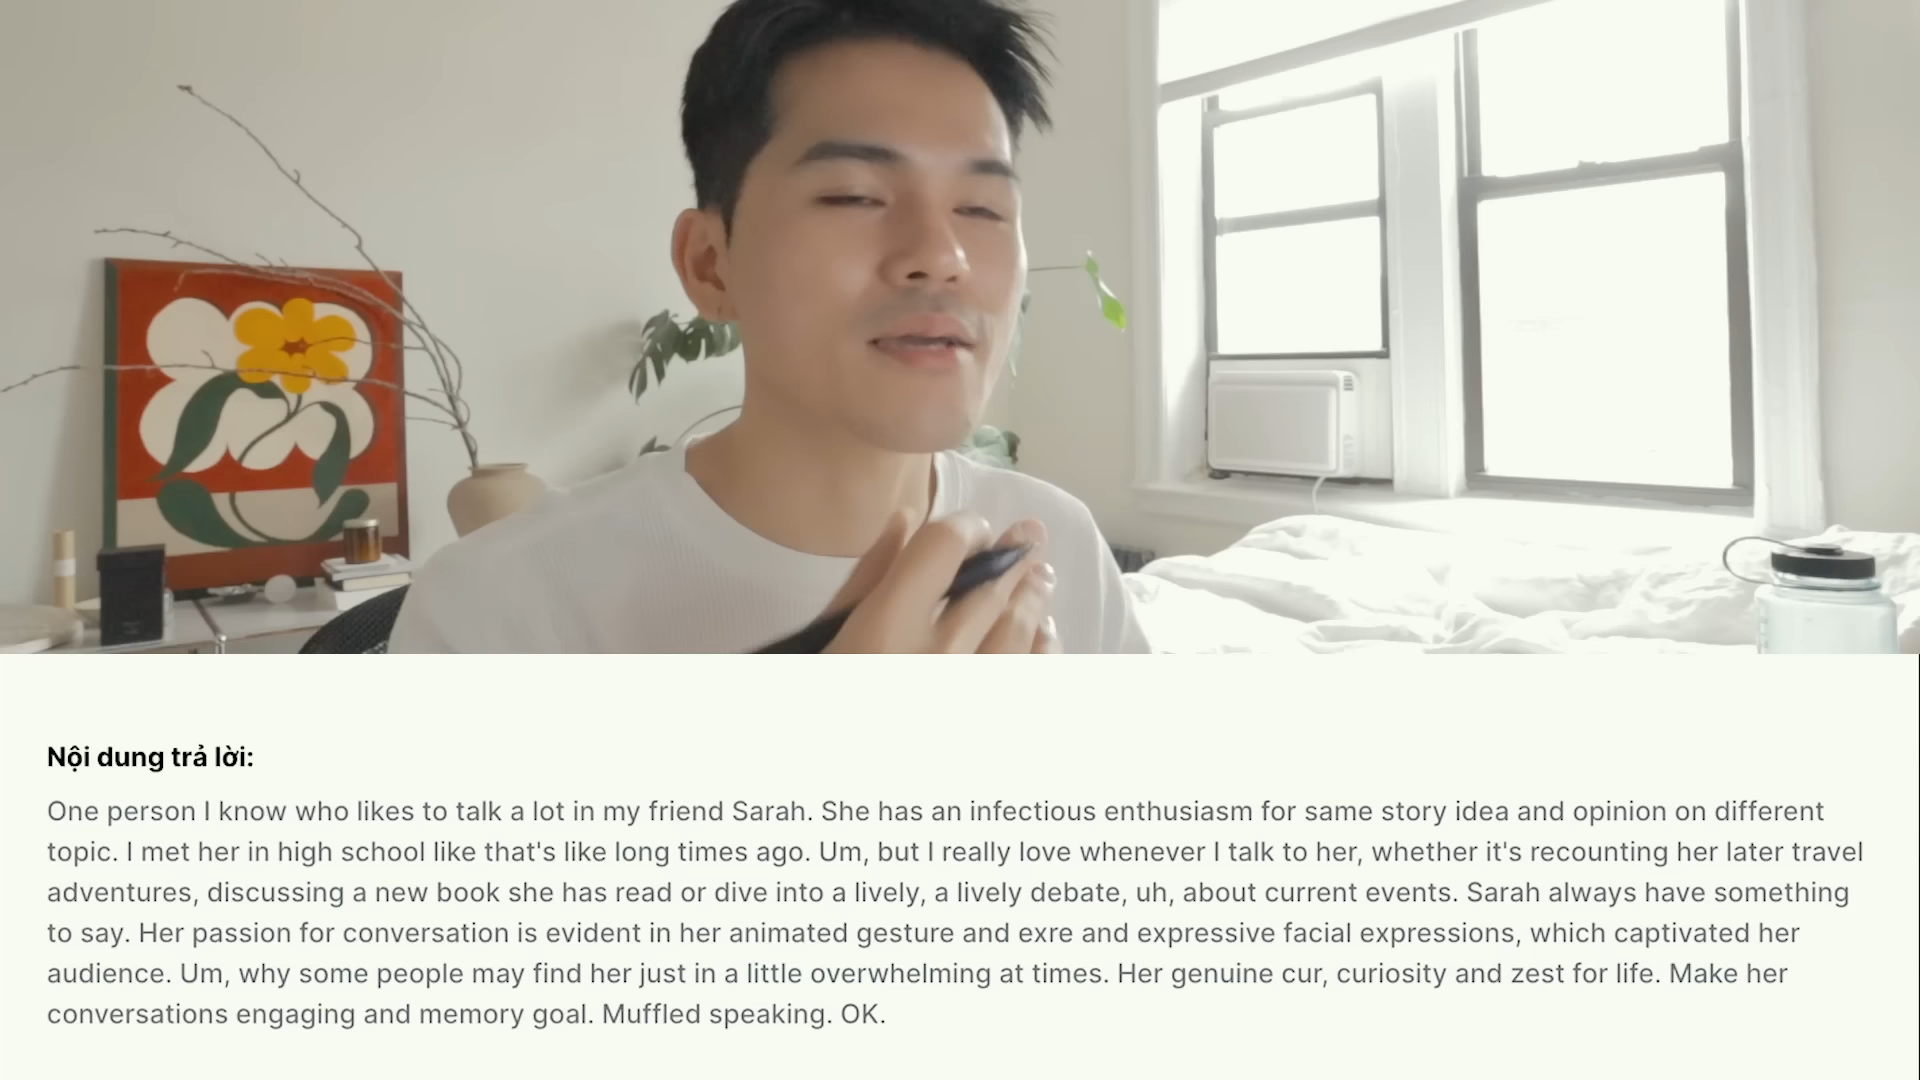 Nội dung trả lời:
One person I know who likes to talk a lot in my friend Sarah. She has an infectious enthusiasm for same story idea and opinion on different
topic. I met her in high school like that's like long times ago. Um, but I really love whenever I talk to her, whether it's recounting her later travel
adventures, discussing a new book she has read or dive into a lively, a lively debate, uh, about current events. Sarah always have something
to say. Her passion for conversation is evident in her animated gesture and exre and expressive facial expressions, which captivated her
audience. Um, why some people may find her just in a little overwhelming at times. Her genuine cur, curiosity and zest for life. Make her
conversations engaging and memory goal. Muffled speaking. OK.